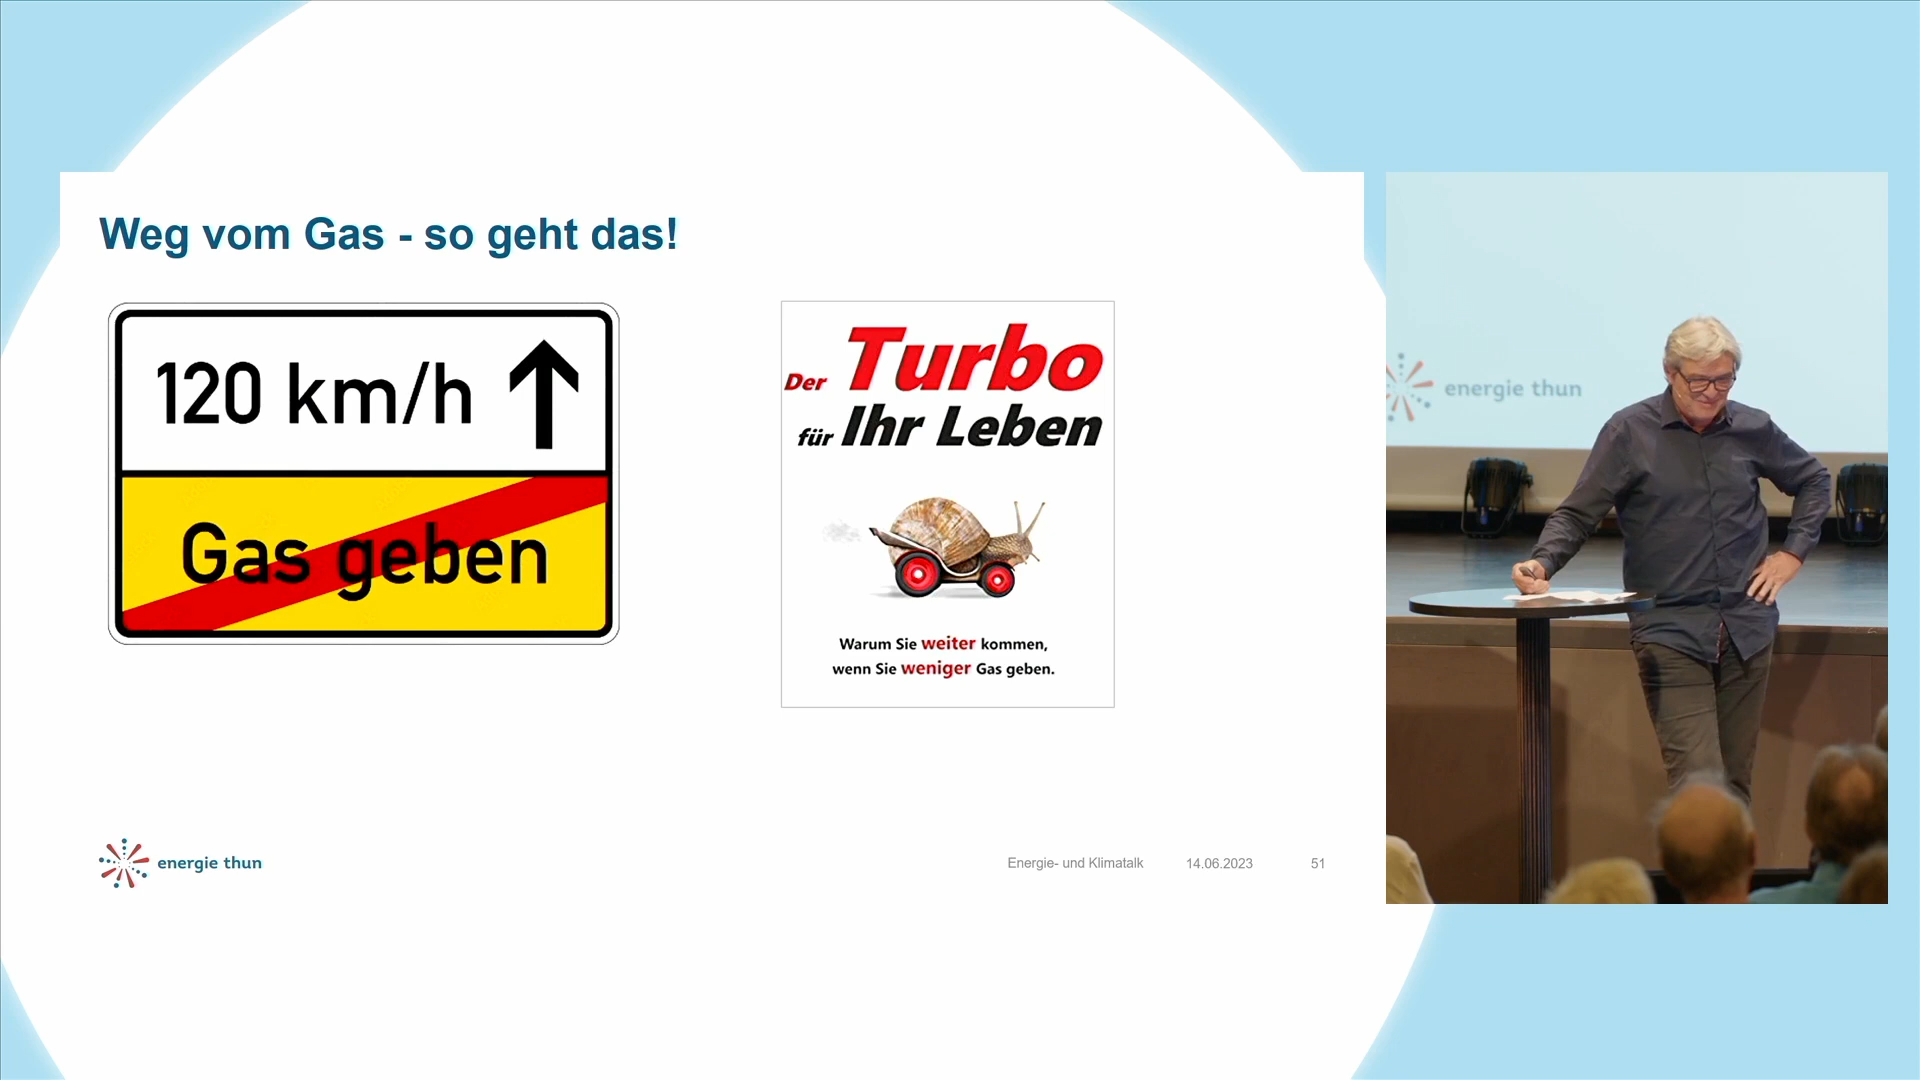 Weg vom Gas - so geht das!
120 km/h
Gas geben
Der Turbo
für Ihr Leben
Warum Sie weiter kommen,
wenn Sie weniger Gas geben.
energie thun
Energie- und Klimatalk 14.06.2023 51
energie thun